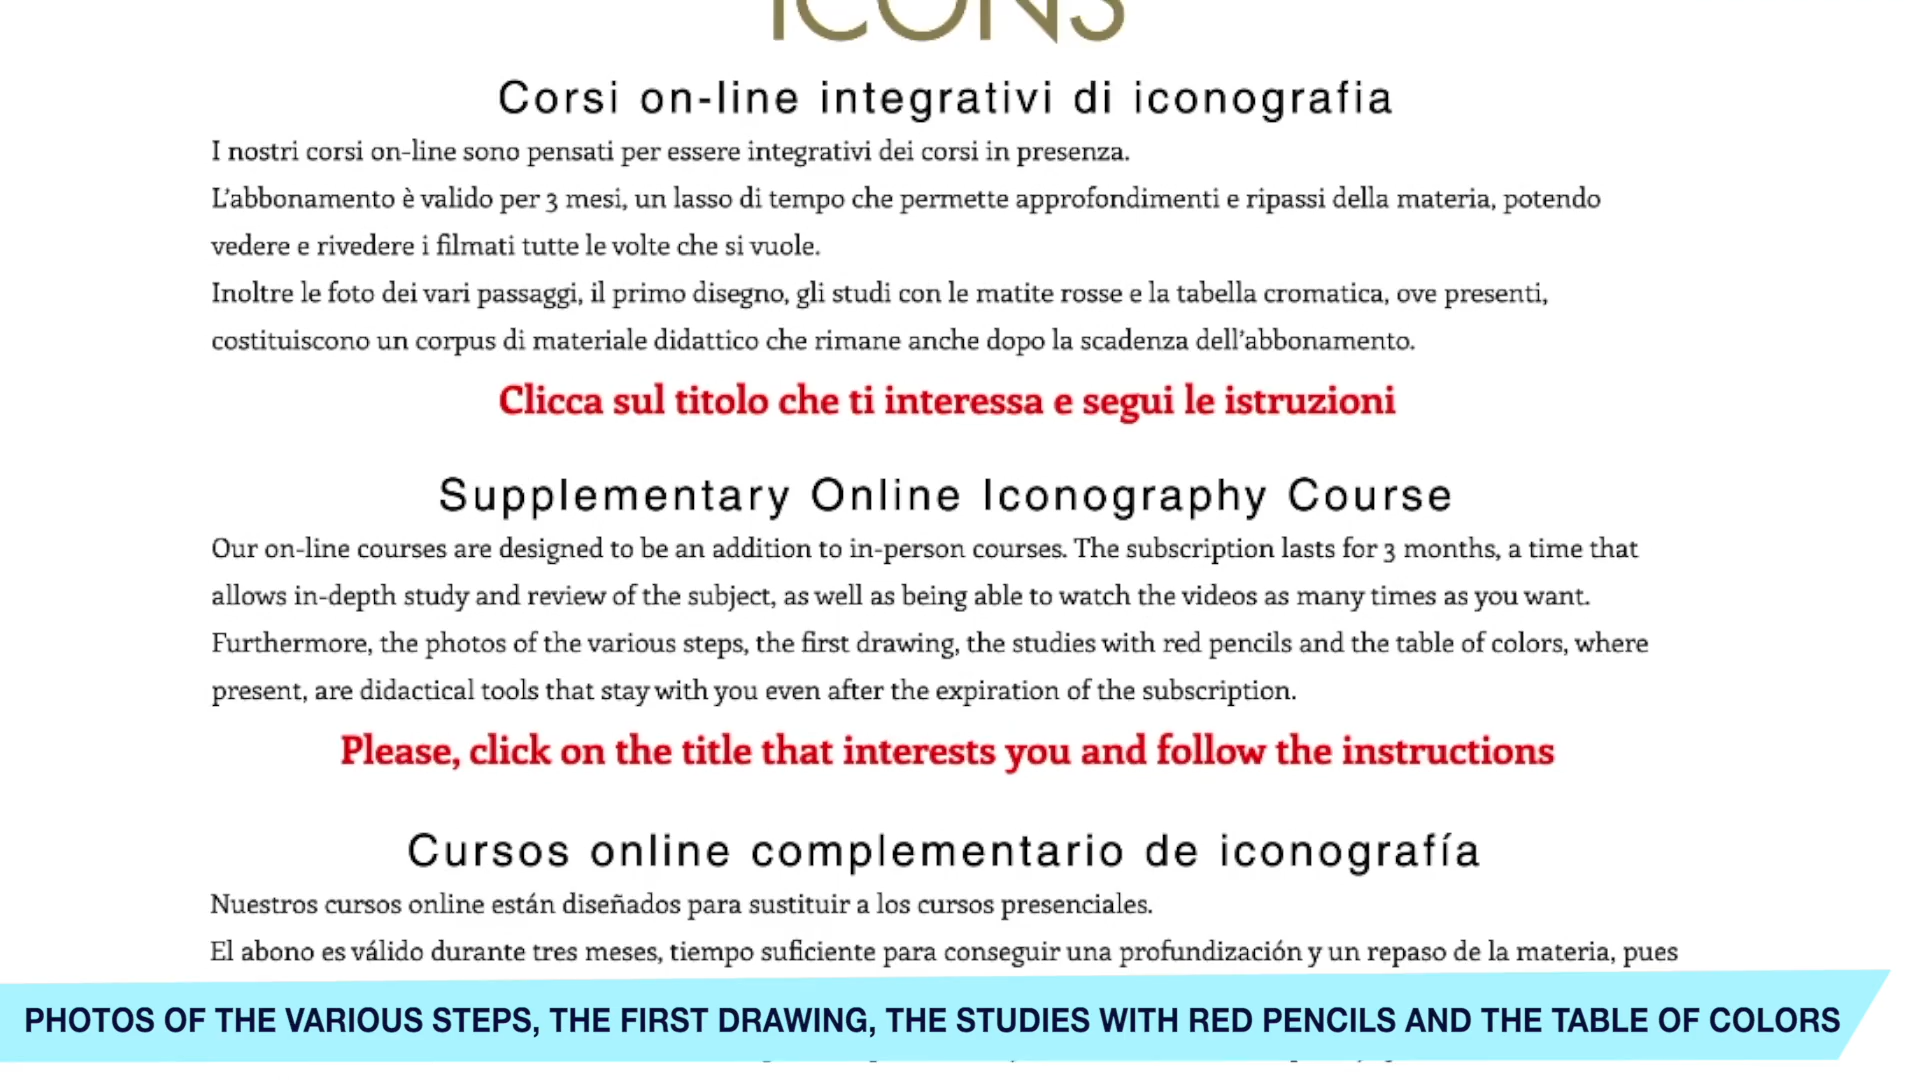 ICONS
Corsi on-line integrativi di iconografia
I nostri corsi on-line sono pensati per essere integrativi dei corsi in presenza.
L'abbonamento è valido per 3 mesi, un lasso di tempo che permette approfondimenti e ripassi della materia, potendo
vedere e rivedere i filmati tutte le volte che si vuole.
Inoltre le foto dei vari passaggi, il primo disegno, gli studi con le matite rosse e la tabella cromatica, ove presenti,
costituiscono un corpus di materiale didattico che rimane anche dopo la scadenza dell'abbonamento.
Clicca sul titolo che ti interessa e segui le istruzioni
Supplementary Online Iconography Course
Our on-line courses are designed to be an addition to in-person courses. The subscription lasts for 3 months, a time that
allows in-depth study and review of the subject, as well as being able to watch the videos as many times as you want.
Furthermore, the photos of the various steps, the first drawing, the studies with red pencils and the table of colors, where
present, are didactical tools that stay with you even after the expiration of the subscription.
Please, click on the title that interests you and follow the instructions
Cursos online complementario de iconografía
Nuestros cursos online están diseñados para sustituir a los cursos presenciales.
El abono es válido durante tres meses, tiempo suficiente para conseguir una profundización y un repaso de la materia, pues
PHOTOS OF THE VARIOUS STEPS, THE FIRST DRAWING, THE STUDIES WITH RED PENCILS AND THE TABLE OF COLORS